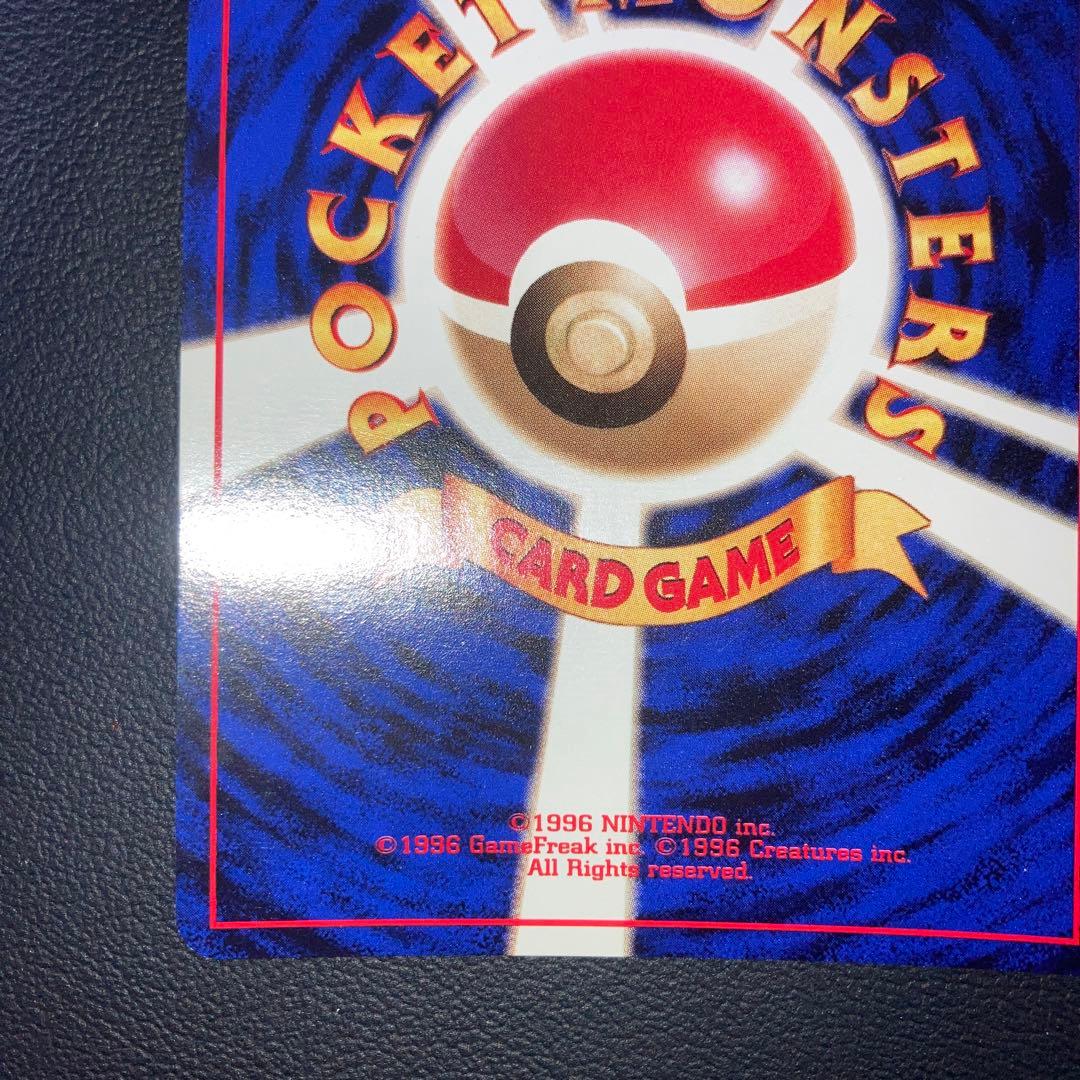 POCKET MONSTERS
CARD GAME
©1996 NINTENDO inc.
©1996 GameFreak inc. ©1996 Creatures inc.
All Rights reserved.